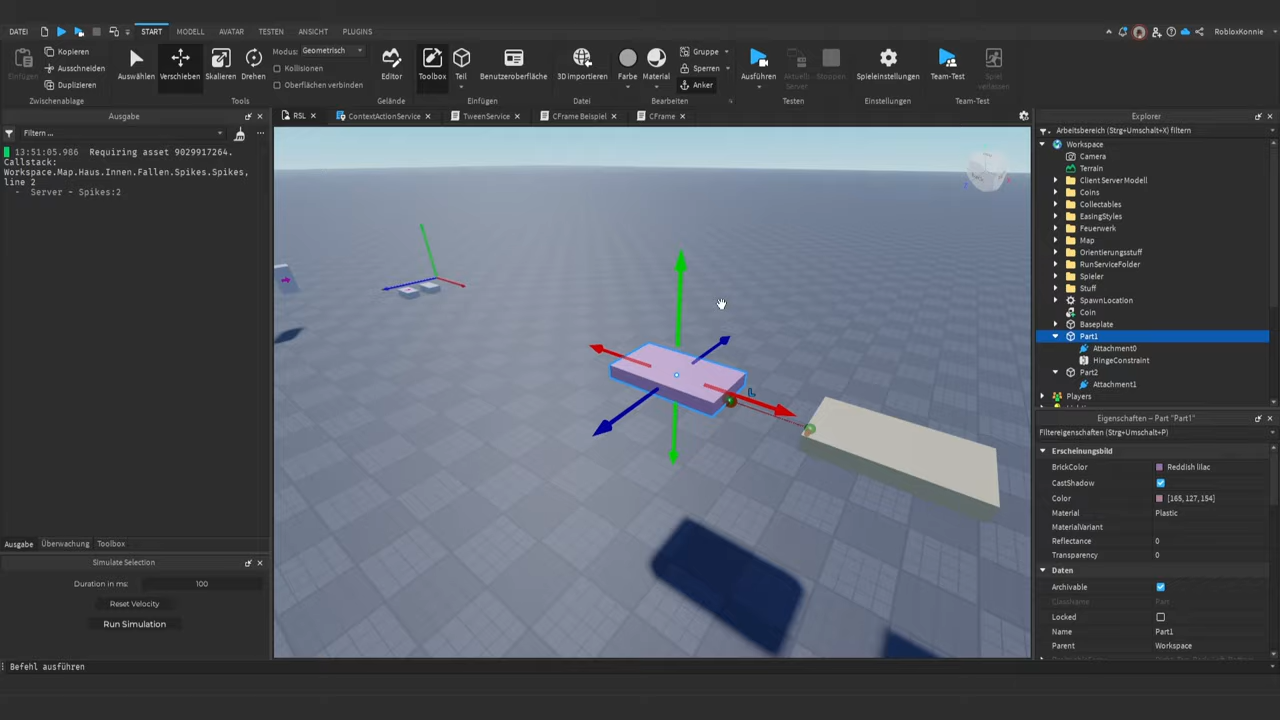 DATEI START MODELL AVATAR TESTEN ANSICHT PLUGINS RobloxKonnie
Einfügen Kopieren Ausschneiden Duplizieren
Zwischenablage
Auswählen Verschieben Skalieren Drehen
Modus: Geometrisch
Kollisionen
Oberflächen verbinden
Tools
Editor
Gelände
Toolbox Teil Benutzeroberfläche
Einfügen
3D Importieren
Datei
Farbe Material
Gruppe
Sperren
Anker
Bearbeiten
Ausführen
Stoppen
Testen
Spieleinstellungen
Einstellungen
Team-Test Spiel verlassen
Team-Test
Ausgabe
Filtern ...
13:51:05.986 Requiring asset 9029917264.
Callstack:
Workspace.Map.Haus.Innen.Fallen.Spikes.Spikes,
line 2
- Server - Spikes:2
Ausgabe Überwachung Toolbox
Simulate Selection
Duration in ms: 100
Reset Velocity
Run Simulation
Befehl ausführen
RSL ContextActionService TweenService CFrame Beispiel CFrame
Explorer
Arbeitsbereich (Strg+Umschalt+X) filtern
Workspace
Camera
Terrain
Client Server Modell
Coins
Collectables
EasingStyles
Feuerwerk
Map
Orientierungsstuff
RunServiceFolder
Spieler
Stuff
SpawnLocation
Coin
Baseplate
Part1
Attachment0
HingeConstraint
Part2
Attachment1
Players
Eigenschaften – Part "Part1"
Filtereigenschaften (Strg+Umschalt+P)
Erscheinungsbild
BrickColor Reddish lilac
CastShadow
Color [165, 127, 154]
Material Plastic
MaterialVariant
Reflectance 0
Transparency 0
Daten
Archivable
ClassName Part
Locked
Name Part1
Parent Workspace